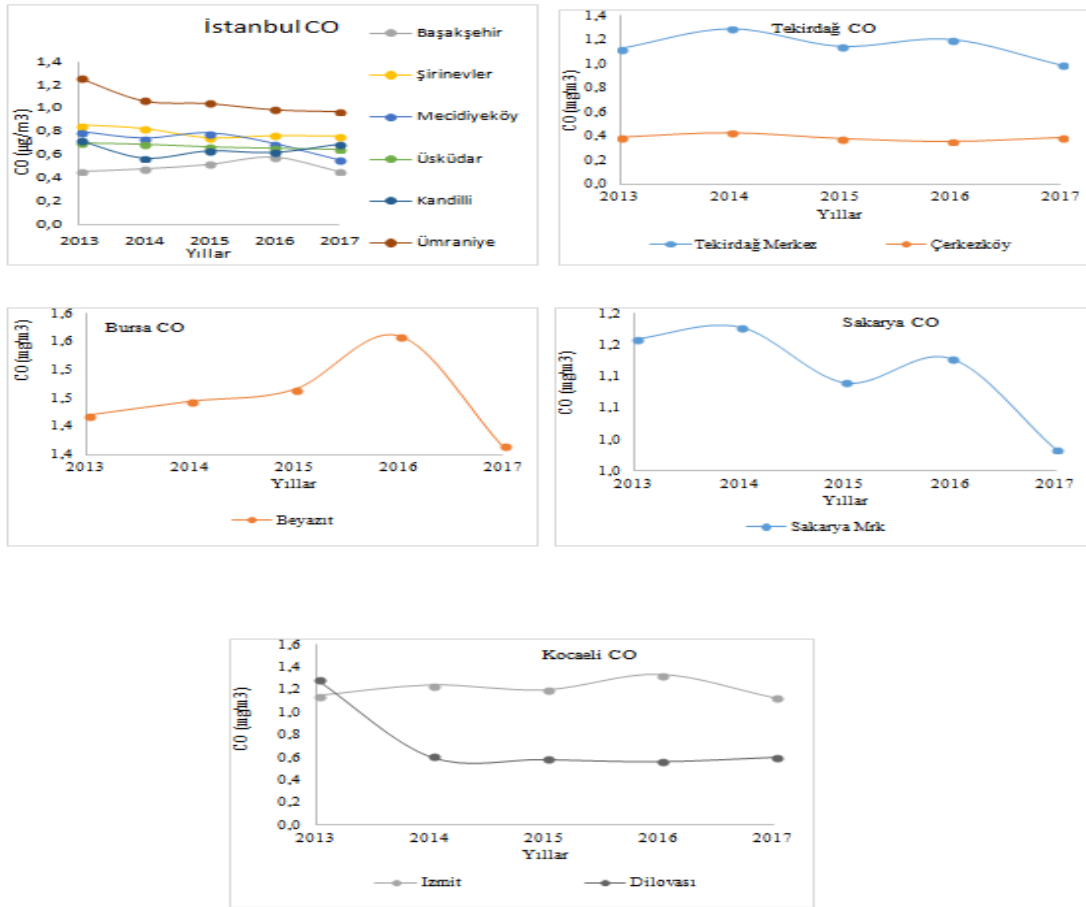 İstanbul CO
CO (µg/m3)
1,4
1,2
1,0
0,8
0,6
0,4
0,2
0,0
2013 2014 2015 2016 2017
Yıllar
Başakşehir
Şirinevler
Mecidiyeköy
Üsküdar
Kandilli
Ümraniye
Tekirdağ CO
CO (mg/m3)
1,4
1,2
1,0
0,8
0,6
0,4
0,2
0,0
2013 2014 2015 2016 2017
Yıllar
Tekirdağ Merkez Çerkezköy
Bursa CO
CO (mg/m3)
1,6
1,6
1,5
1,5
1,4
1,4
2013 2014 2015 2016 2017
Yıllar
Beyazıt
Sakarya CO
CO (mg/m3)
1,2
1,2
1,1
1,1
1,0
1,0
2013 2014 2015 2016 2017
Yıllar
Sakarya Mrk
Kocaeli CO
CO (mg/m3)
1,6
1,4
1,2
1,0
0,8
0,6
0,4
0,2
0,0
2013 2014 2015 2016 2017
Yıllar
Izmit Dilovası